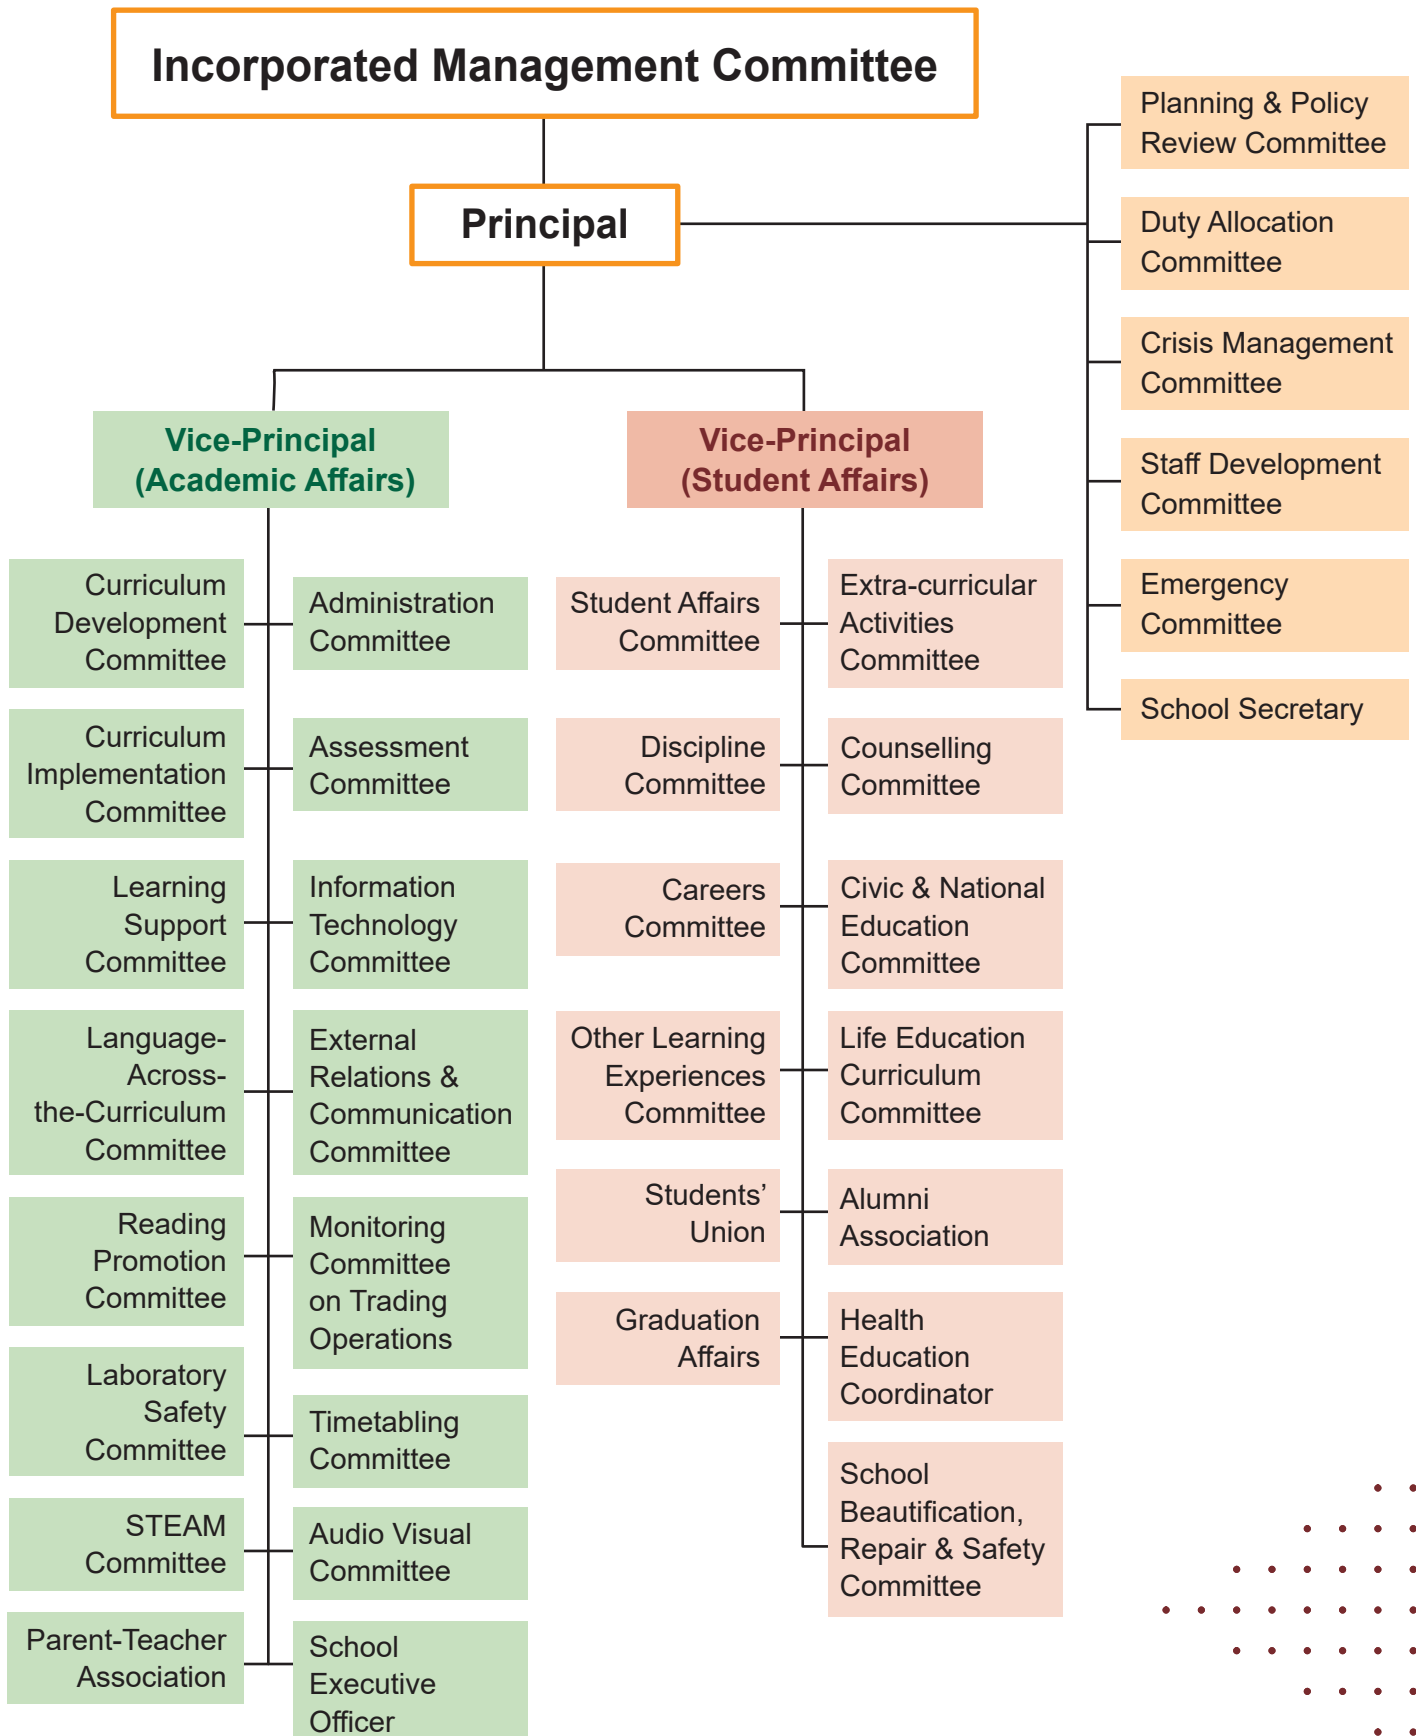 Incorporated Management Committee
Principal
Planning & Policy
Review Committee
Duty Allocation
Committee
Crisis Management
Committee
Staff Development
Committee
Emergency
Committee
School Secretary
Vice-Principal
(Academic Affairs)
Curriculum
Development
Committee
Administration
Committee
Curriculum
Implementation
Committee
Assessment
Committee
Learning
Support
Committee
Information
Technology
Committee
Language-
Across-
the-Curriculum
Committee
External
Relations &
Communication
Committee
Reading
Promotion
Committee
Monitoring
Committee
on Trading
Operations
Laboratory
Safety
Committee
Timetabling
Committee
STEAM
Committee
Audio Visual
Committee
Parent-Teacher
Association
School
Executive
Officer
Vice-Principal
(Student Affairs)
Student Affairs
Committee
Extra-curricular
Activities
Committee
Discipline
Committee
Counselling
Committee
Careers
Committee
Civic & National
Education
Committee
Other Learning
Experiences
Committee
Life Education
Curriculum
Committee
Students’
Union
Alumni
Association
Graduation
Affairs
Health
Education
Coordinator
School
Beautification,
Repair & Safety
Committee